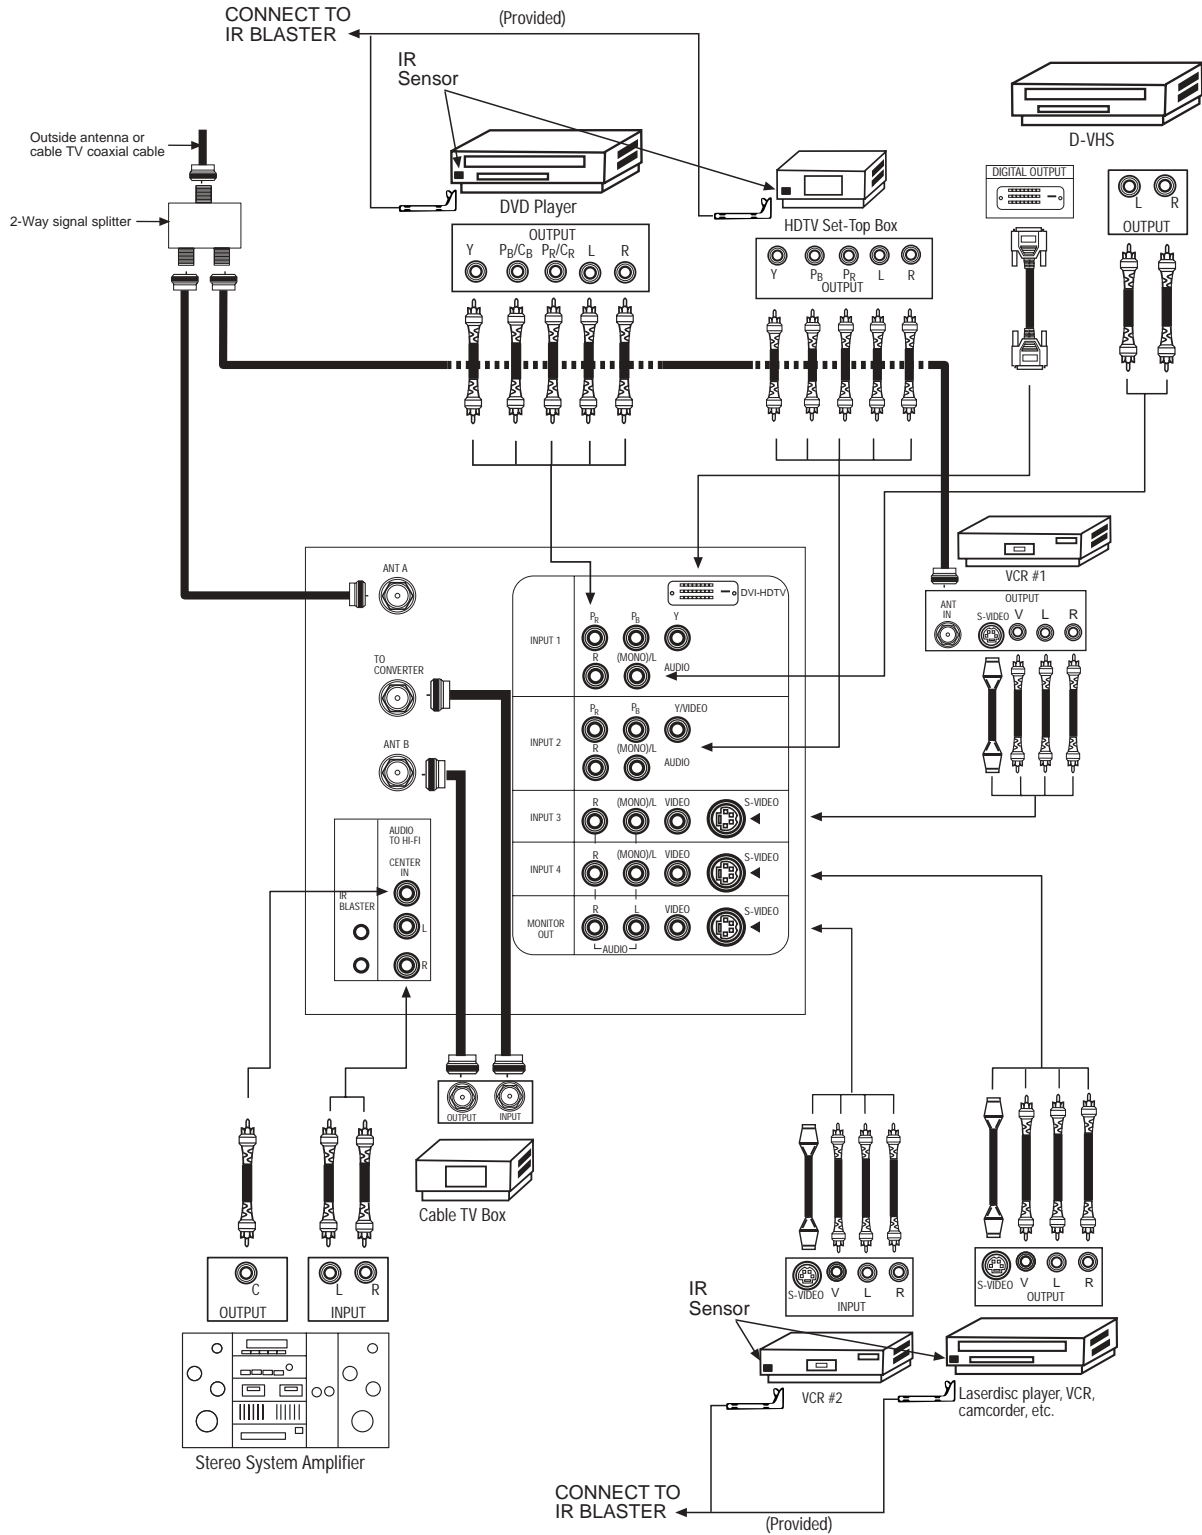 CONNECT TO
IR BLASTER
(Provided)
IR
Sensor
D-VHS
Outside antenna or
cable TV coaxial cable
2-Way signal splitter
DVD Player
HDTV Set-Top Box
DIGITAL OUTPUT
L R
OUTPUT
OUTPUT
Y PB/CB PR/CR L R
Y PB PR L R
OUTPUT
VCR #1
OUTPUT
ANT
IN
S-VIDEO V L R
ANT A
DVI-HDTV
INPUT 1
PR PB Y
R (MONO)/L AUDIO
TO
CONVERTER
INPUT 2
PR PB Y/VIDEO
R (MONO)/L AUDIO
ANT B
INPUT 3
R (MONO)/L VIDEO S-VIDEO
INPUT 4
R (MONO)/L VIDEO S-VIDEO
MONITOR
OUT
R L VIDEO S-VIDEO
AUDIO
AUDIO
TO HI-FI
CENTER
IN
L
R
IR
BLASTER
OUTPUT INPUT
Cable TV Box
C
OUTPUT
L R
INPUT
Stereo System Amplifier
S-VIDEO V L R
INPUT
S-VIDEO V L R
OUTPUT
IR
Sensor
VCR #2
Laserdisc player, VCR,
camcorder, etc.
CONNECT TO
IR BLASTER
(Provided)